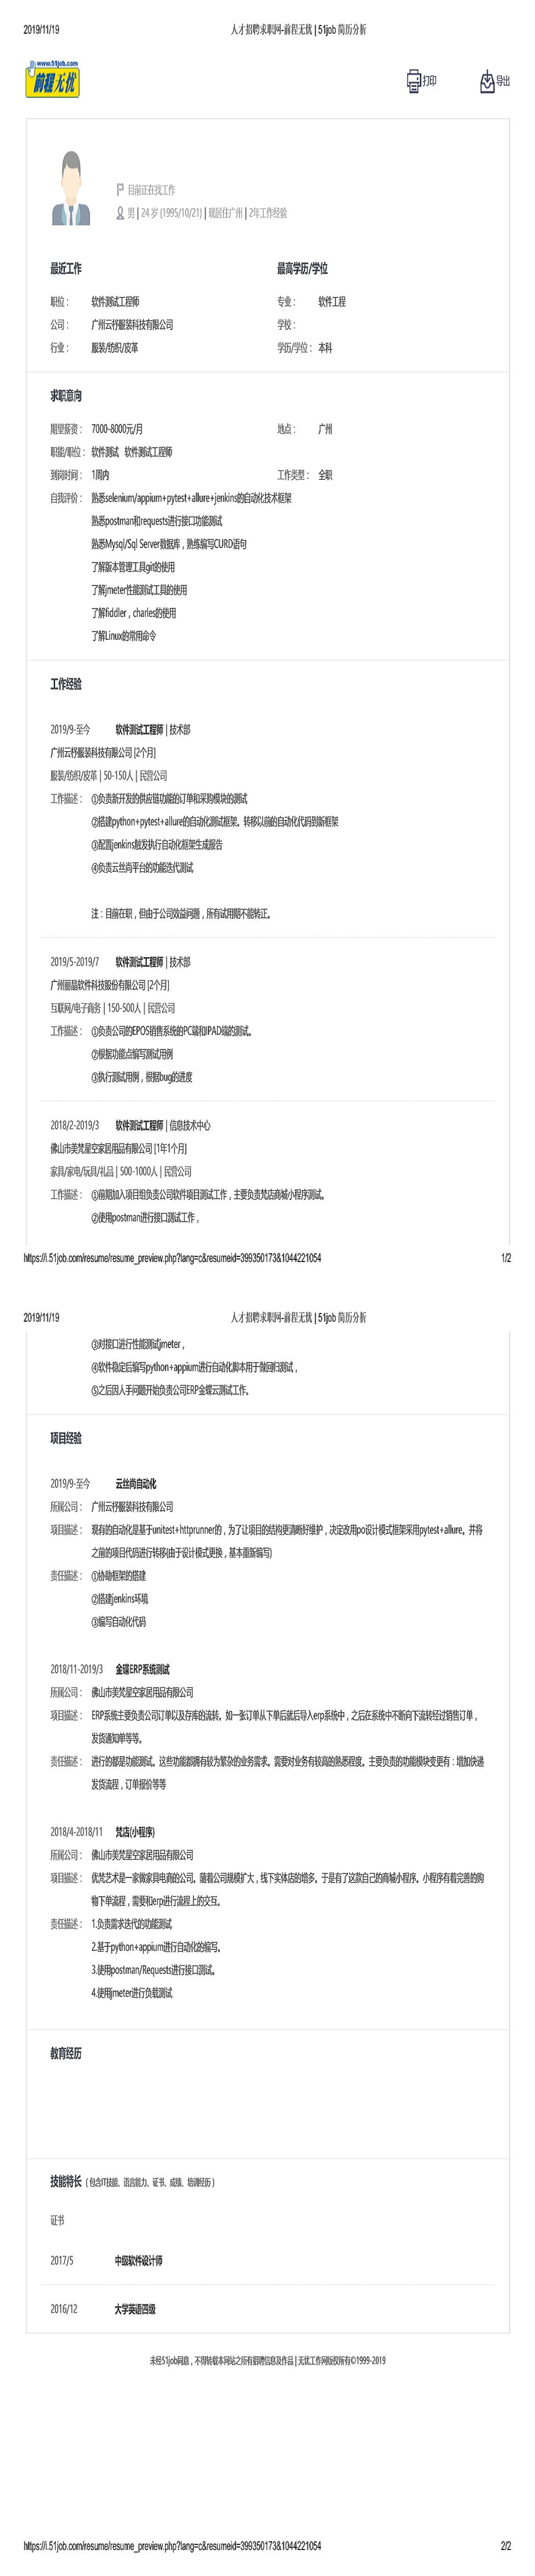 2019/11/19
人才招聘求职网-前程无忧 | 51job 简历分析
www.51job.com
前程无忧
打印
导出
目前正在找工作
男 | 24 岁 (1995/10/21) | 现居住广州 | 2年工作经验
最近工作
最高学历/学位
职位： 软件测试工程师
专业： 软件工程
公司： 广州云杼服装科技有限公司
学校：
行业： 服装/纺织/皮革
学历/学位： 本科
求职意向
期望薪资： 7000-8000元/月
地点： 广州
职能/职位： 软件测试 软件测试工程师
到岗时间： 1周内
工作类型： 全职
自我评价： 熟悉selenium/appium+pytest+allure+jenkins的自动化技术框架
熟悉postman和requests进行接口功能测试
熟悉Mysql/Sql Server数据库，熟练编写CURD语句
了解版本管理工具git的使用
了解jmeter性能测试工具的使用
了解fiddler，charles的使用
了解Linux的常用命令
工作经验
2019/9-至今 软件测试工程师 | 技术部
广州云杼服装科技有限公司 [2个月]
服装/纺织/皮革 | 50-150人 | 民营公司
工作描述： ①负责新开发的供应链功能的订单和采购模块的测试
②搭建python+pytest+allure的自动化测试框架。转移以前的自动化代码到新框架
③配置jenkins触发执行自动化框架生成报告
④负责云丝尚平台的功能迭代测试
注：目前在职，但由于公司效益问题，所有试用期不能转正。
2019/5-2019/7 软件测试工程师 | 技术部
广州丽晶软件科技股份有限公司 [2个月]
互联网/电子商务 | 150-500人 | 民营公司
工作描述： ①负责公司的EPOS销售系统的PC端和IPAD端的测试。
②根据功能点编写测试用例
③执行测试用例，根据bug的进度
2018/2-2019/3 软件测试工程师 | 信息技术中心
佛山市美梵星空家居用品有限公司 [1年1个月]
家具/家电/玩具/礼品 | 500-1000人 | 民营公司
工作描述： ①前期加入项目组负责公司软件项目测试工作，主要负责梵店商城小程序测试。
②使用postman进行接口测试工作，
https://i.51job.com/resume/resume_preview.php?lang=c&resumeid=399350173&1044221054
1/2
2019/11/19
人才招聘求职网-前程无忧 | 51job 简历分析
③对接口进行性能测试jmeter，
④软件稳定后编写python+appium进行自动化脚本用于做回归测试，
⑤之后因人手问题开始负责公司ERP金蝶云测试工作。
项目经验
2019/9-至今 云丝尚自动化
所属公司： 广州云杼服装科技有限公司
项目描述： 现有的自动化是基于unitest+httprunner的，为了让项目的结构更清晰好维护，决定改用po设计模式框架采用pytest+allure。并将
之前的项目代码进行转移(由于设计模式更换，基本重新编写)
责任描述： ①协助框架的搭建
②搭建jenkins环境
③编写自动化代码
2018/11-2019/3 金碟ERP系统测试
所属公司： 佛山市美梵星空家居用品有限公司
项目描述： ERP系统主要负责公司订单以及存库的流转。如一张订单从下单后就后导入erp系统中，之后在系统中不断向下流转经过销售订单，
发货通知单等等。
责任描述： 进行的都是功能测试。这些功能都拥有较为繁杂的业务需求。需要对业务有较高的熟悉程度。主要负责的功能模块变更有：增加快递
发货流程，订单报价等等
2018/4-2018/11 梵店(小程序)
所属公司： 佛山市美梵星空家居用品有限公司
项目描述： 优梵艺术是一家做家具电商的公司。随着公司规模扩大，线下实体店的增多。于是有了这款自己的商城小程序。小程序有着完善的购
物下单流程，需要和erp进行流程上的交互。
责任描述： 1.负责需求迭代的功能测试
2.基于python+appium进行自动化的编写。
3.使用postman/Requests进行接口测试。
4.使用jmeter进行负载测试
教育经历
技能特长 （包含IT技能、语言能力、证书、成绩、培训经历）
证书
2017/5 中级软件设计师
2016/12 大学英语四级
未经51job同意，不得转载本网站之所有招聘信息及作品 | 无忧工作网版权所有©1999-2019
https://i.51job.com/resume/resume_preview.php?lang=c&resumeid=399350173&1044221054
2/2